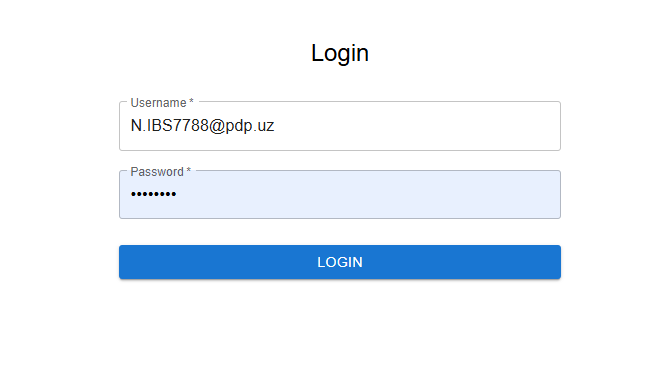 Login
Username *
N.IBS7788@pdp.uz
Password *
••••••••
LOGIN